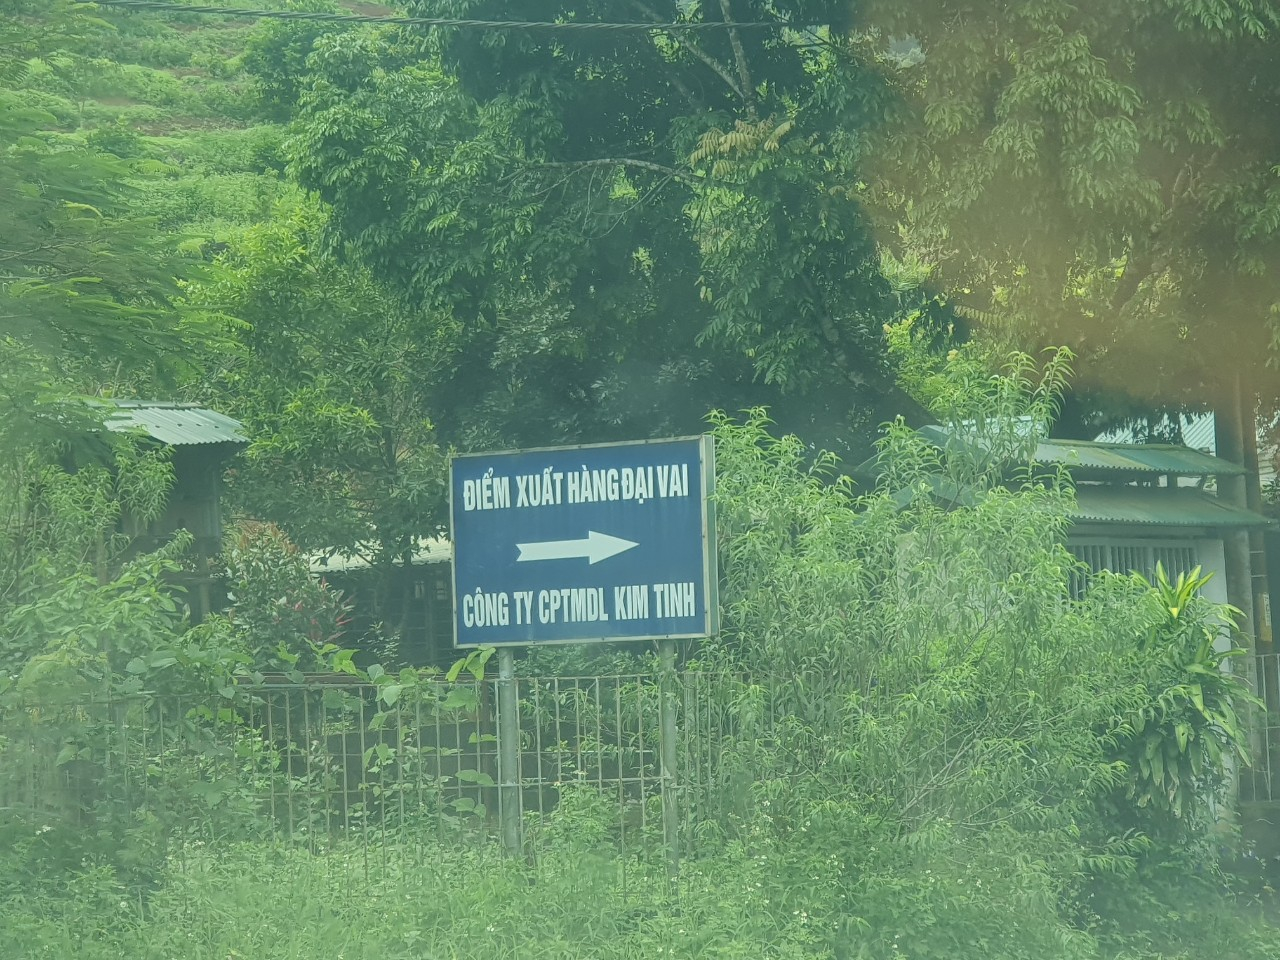 ĐIỂM XUẤT HÀNG ĐẠI VAI
CÔNG TY CPTMDL KIM TINH